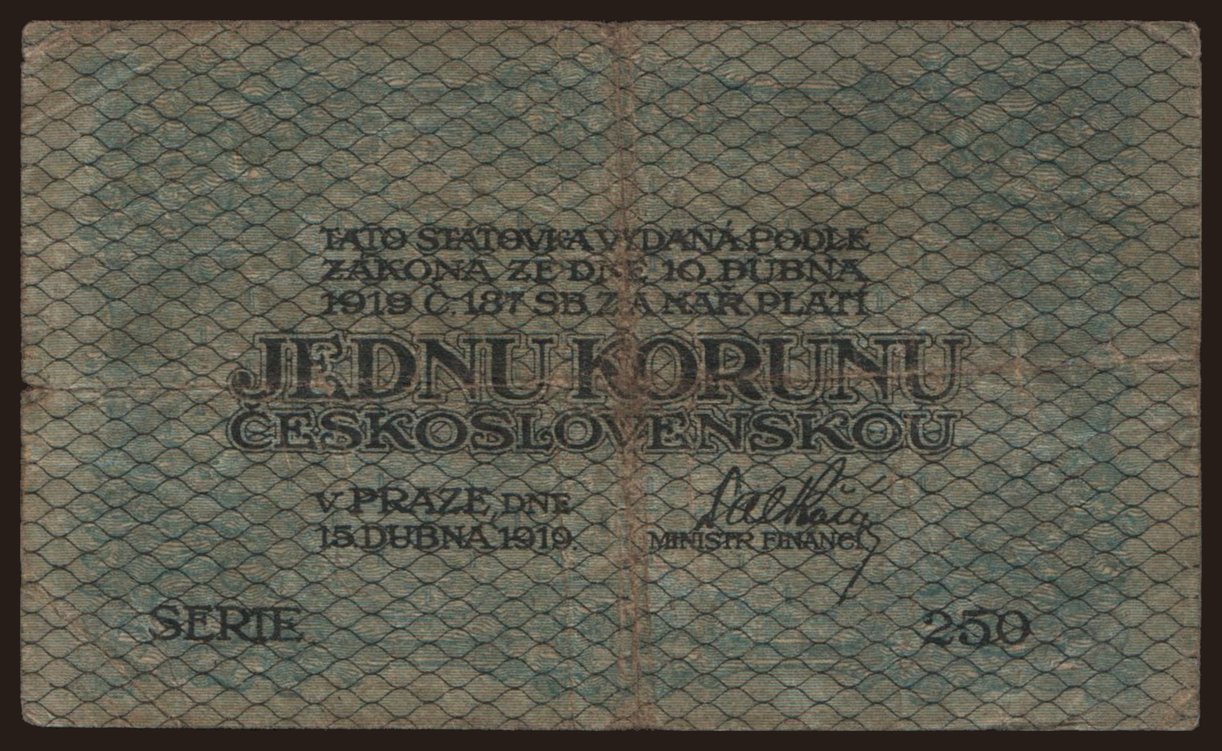 TATO STÁTOVKA VYDANÁ PODLE
ZÁKONA ZE DNE 10. DUBNA
1919 Č. 187 SB. Z A NAŘ. PLATÍ
JEDNU KORUNU
ČESKOSLOVENSKOU
V PRAZE, DNE
15. DUBNA 1919.
MINISTR FINANCÍ
SERIE 250